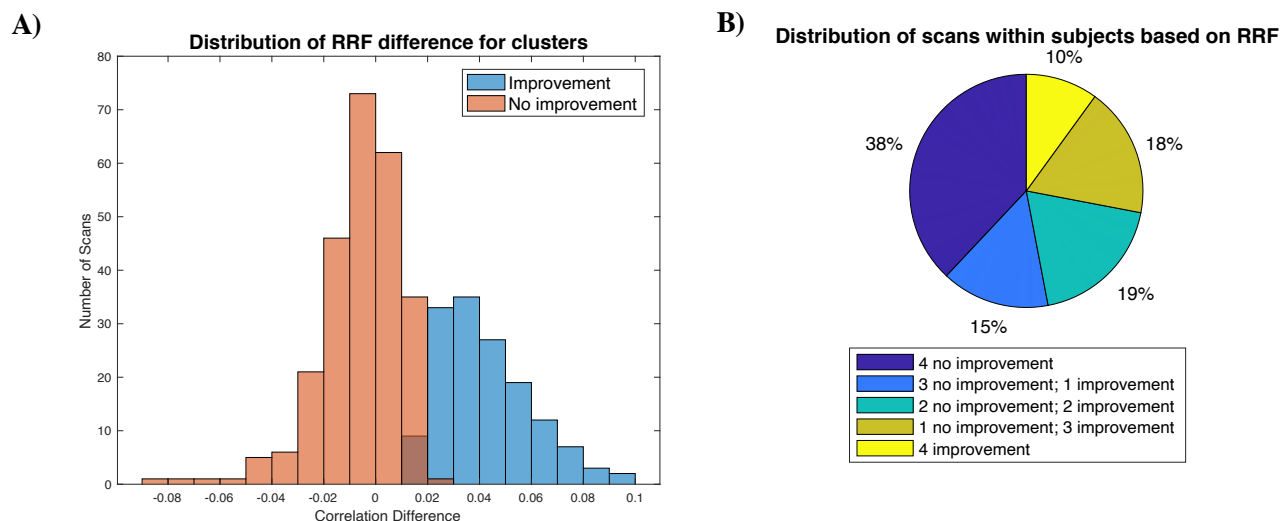 A)
Distribution of RRF difference for clusters
Improvement
No improvement
80
70
60
50
40
30
20
10
0
Number of Scans
-0.08 -0.06 -0.04 -0.02 0 0.02 0.04 0.06 0.08 0.1
Correlation Difference
B)
Distribution of scans within subjects based on RRF
10%
38%
18%
19%
15%
4 no improvement
3 no improvement; 1 improvement
2 no improvement; 2 improvement
1 no improvement; 3 improvement
4 improvement